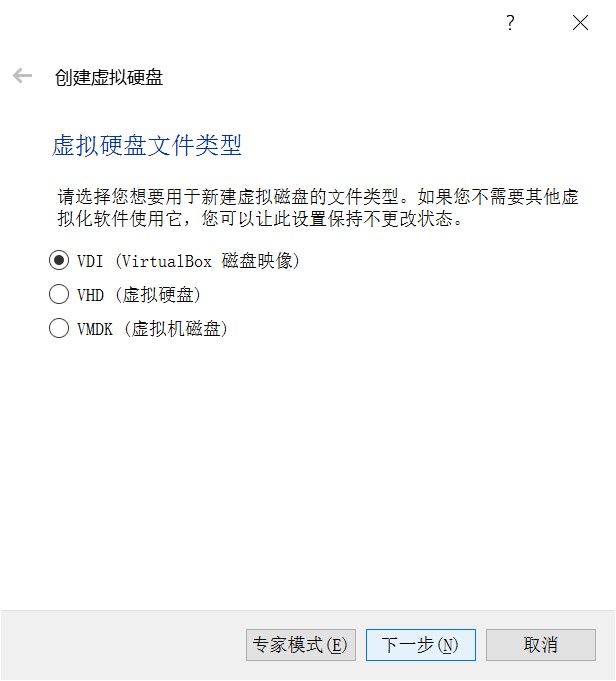 ?
创建虚拟硬盘
虚拟硬盘文件类型
请选择您想要用于新建虚拟磁盘的文件类型。如果您不需要其他虚
拟化软件使用它，您可以让此设置保持不更改状态。
VDI (VirtualBox 磁盘映像)
VHD (虚拟硬盘)
VMDK (虚拟机磁盘)
专家模式(E) 下一步(N) 取消